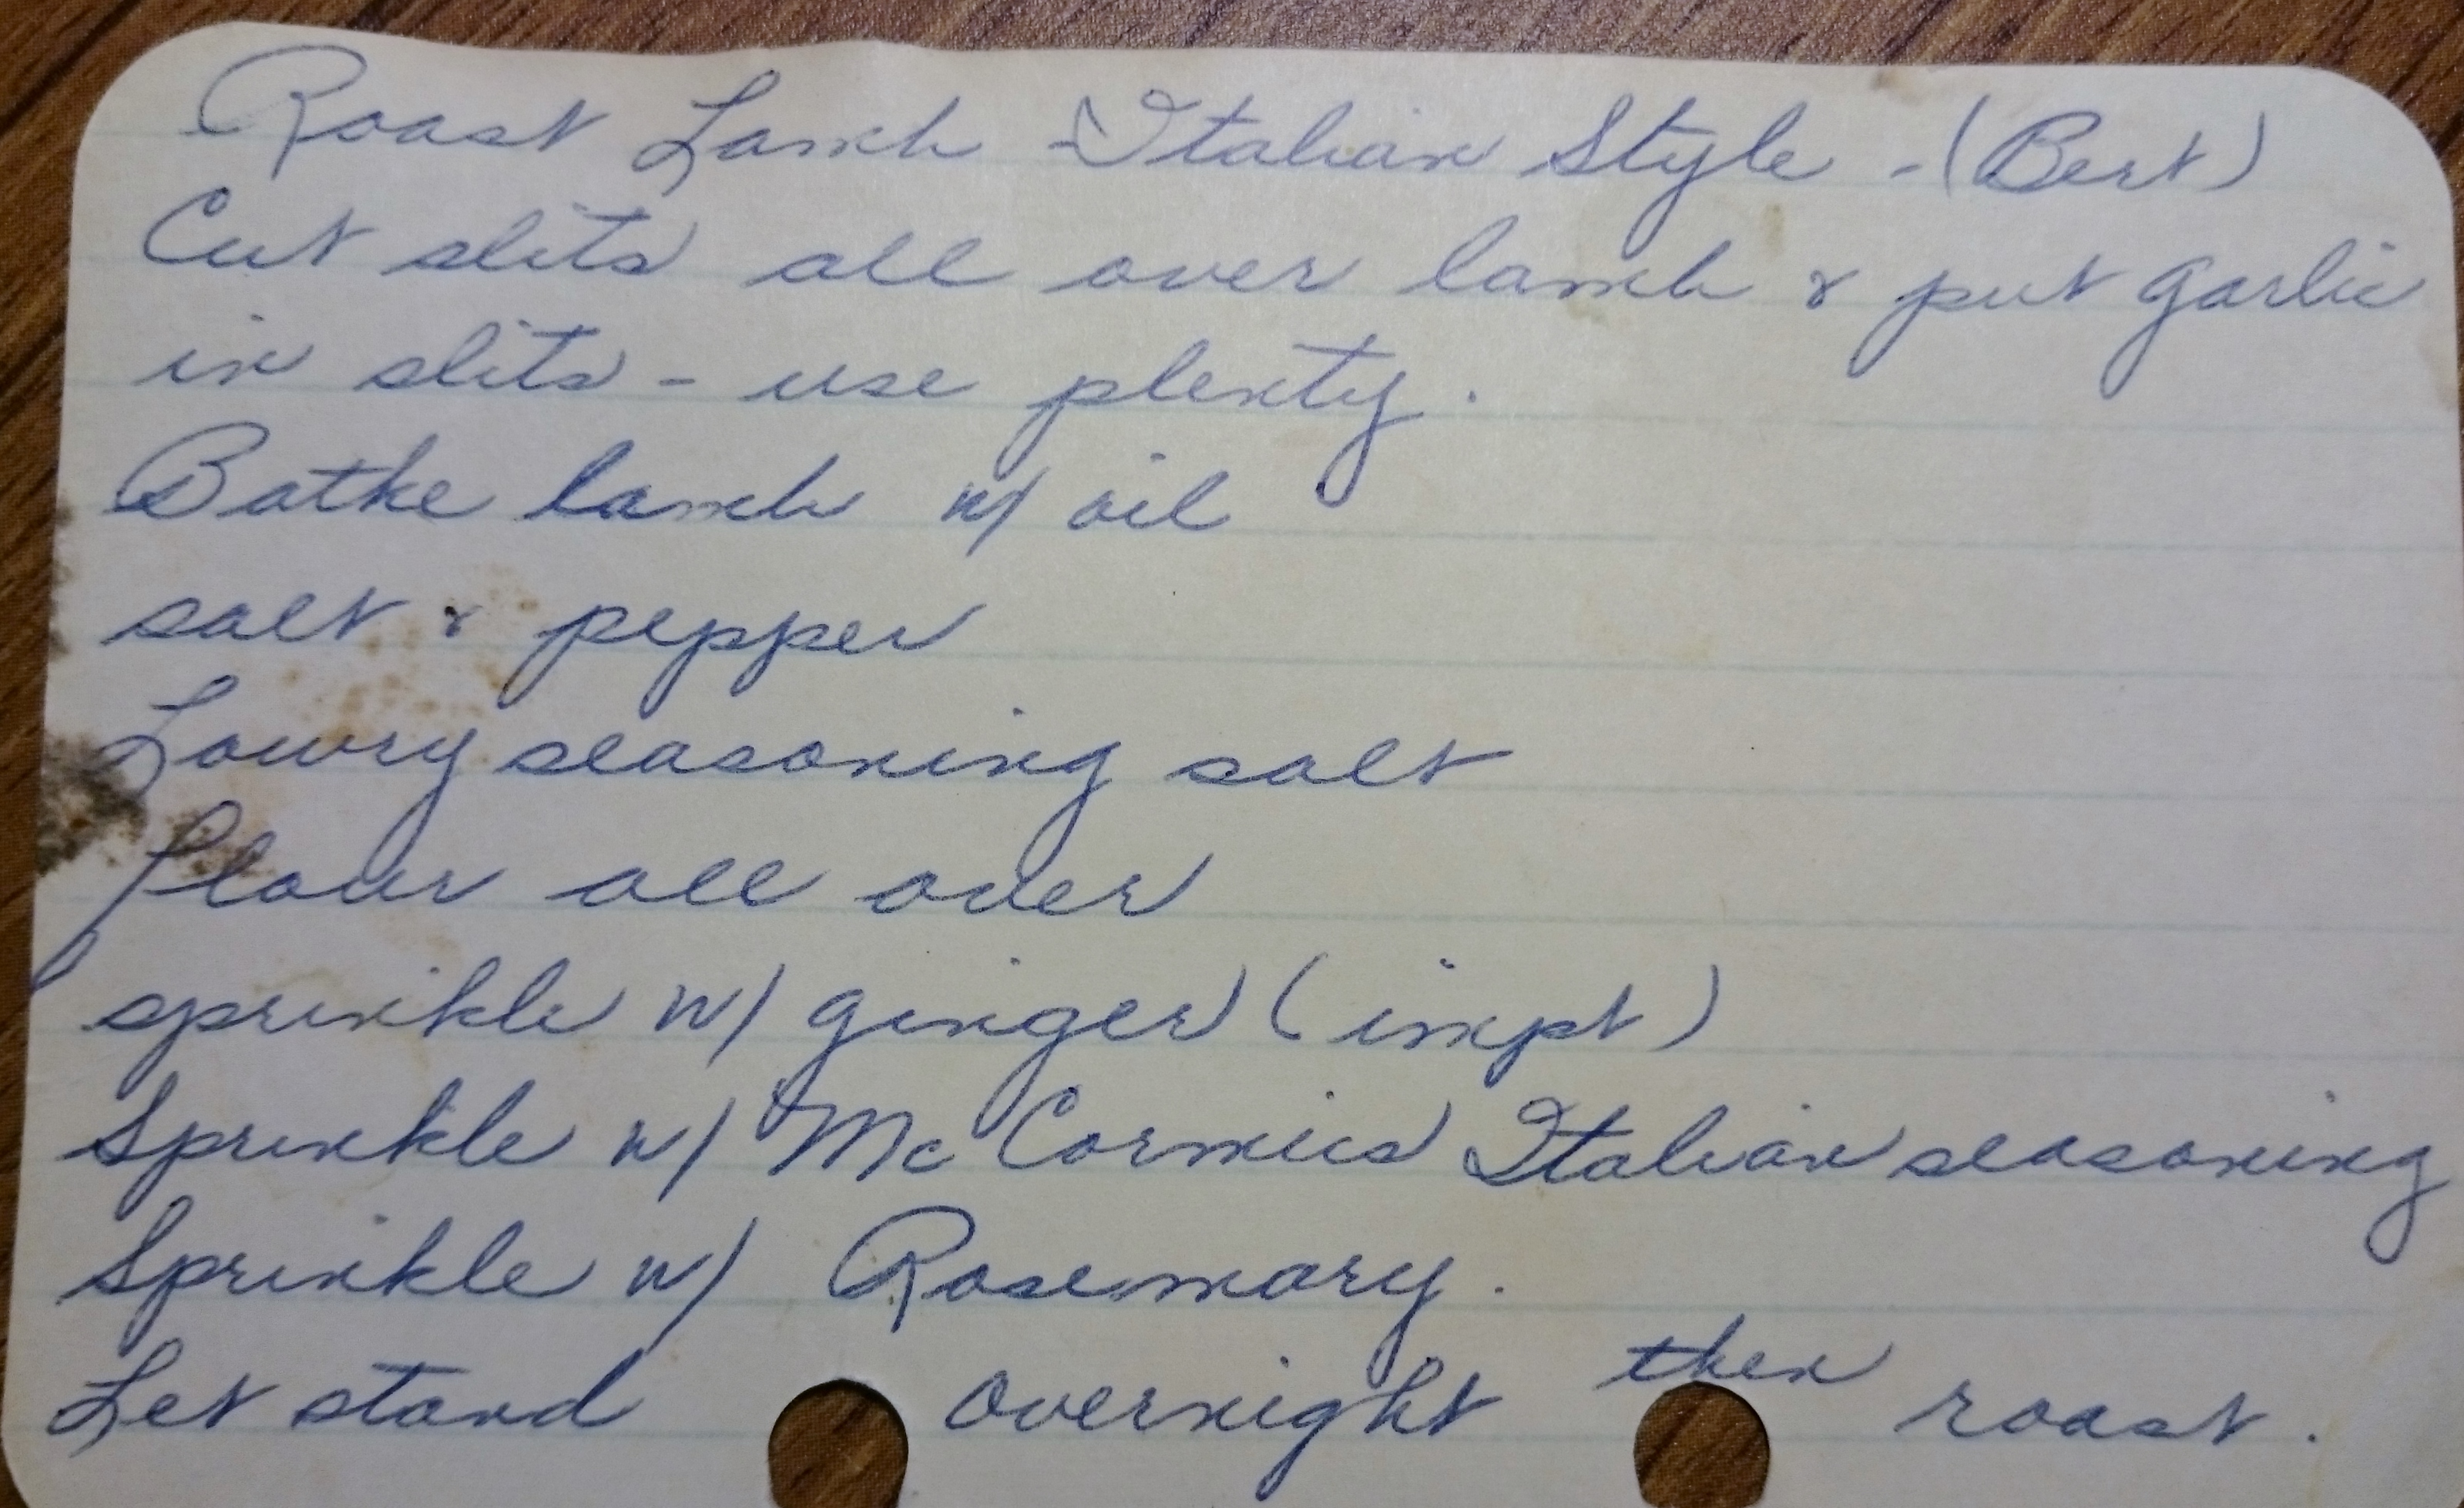 Roast Lamb - Italian Style - (Bert)
Cut slits all over lamb & put garlic
in slits - use plenty.
Bathe lamb w/ oil
salt & pepper
Lowry seasoning salt
flour all over
sprinkle w/ ginger (impt)
Sprinkle w/ McCormics Italian seasoning
Sprinkle w/ Rosemary.
Let stand overnight then roast.